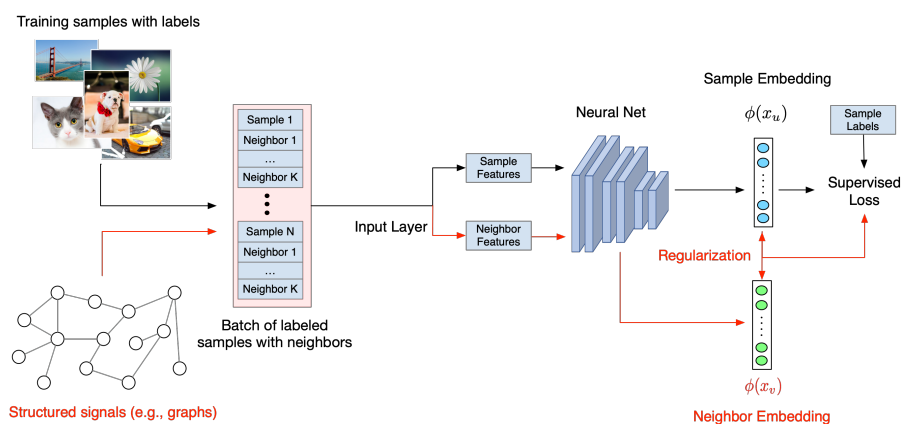 Training samples with labels
Sample 1
Neighbor 1
...
Neighbor K
Sample N
Neighbor 1
...
Neighbor K
Batch of labeled
samples with neighbors
Structured signals (e.g., graphs)
Input Layer
Sample
Features
Neighbor
Features
Neural Net
Sample Embedding
ϕ(xᵤ)
Sample
Labels
Supervised
Loss
Regularization
ϕ(xᵥ)
Neighbor Embedding